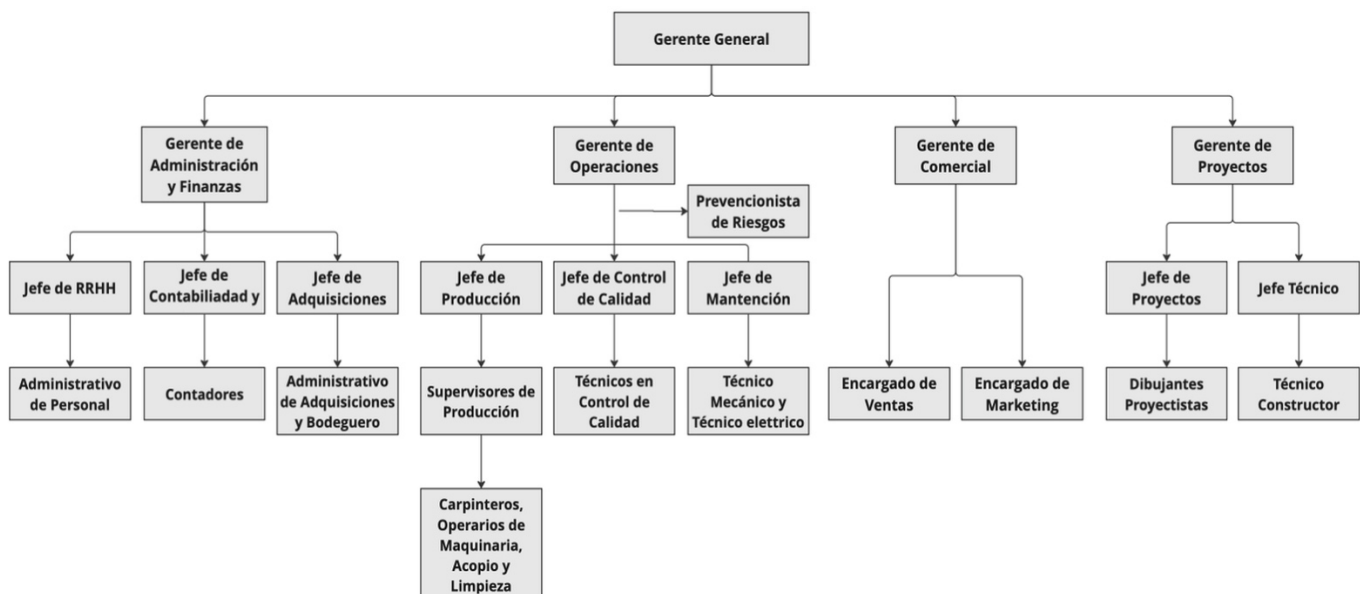 Gerente General
Gerente de
Administración
y Finanzas
Gerente de
Operaciones
Gerente de
Comercial
Gerente de
Proyectos
Prevencionista
de Riesgos
Jefe de RRHH
Jefe de
Contabiliadad y
Jefe de
Adquisiciones
Jefe de
Producción
Jefe de Control
de Calidad
Jefe de
Mantención
Jefe de
Proyectos
Jefe Técnico
Administrativo
de Personal
Contadores
Administrativo
de Adquisiciones
y Bodeguero
Supervisores de
Producción
Técnicos en
Control de
Calidad
Técnico
Mecánico y
Técnico elettrico
Encargado de
Ventas
Encargado de
Marketing
Dibujantes
Proyectistas
Técnico
Constructor
Carpinteros,
Operarios de
Maquinaria,
Acopio y
Limpieza